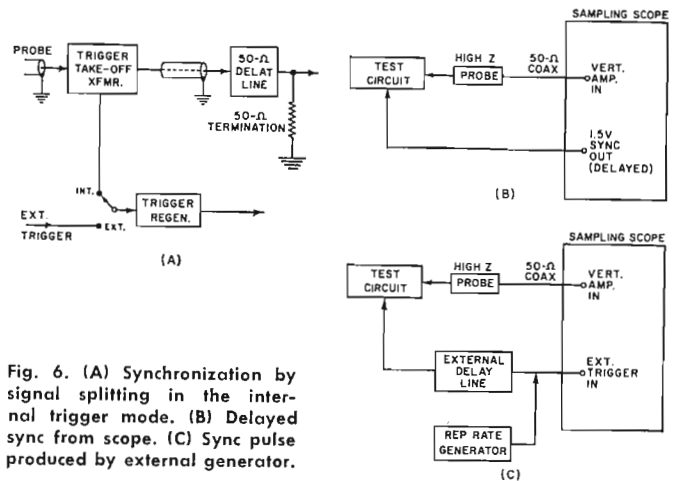 PROBE
TRIGGER
TAKE-OFF
XFMR.
50-Ω
DELAY
LINE
50-Ω
TERMINATION
INT.
TRIGGER
REGEN.
EXT.
TRIGGER
EXT.
(A)
SAMPLING SCOPE
TEST
CIRCUIT
HIGH Z
PROBE
50-Ω
COAX
VERT.
AMP.
IN
1.5V
SYNC
OUT
(DELAYED)
(B)
SAMPLING SCOPE
TEST
CIRCUIT
HIGH Z
PROBE
50-Ω
COAX
VERT.
AMP.
IN
EXTERNAL
DELAY
LINE
EXT.
TRIGGER
IN
REP RATE
GENERATOR
(C)
Fig. 6. (A) Synchronization by
signal splitting in the inter-
nal trigger mode. (B) Delayed
sync from scope. (C) Sync pulse
produced by external generator.